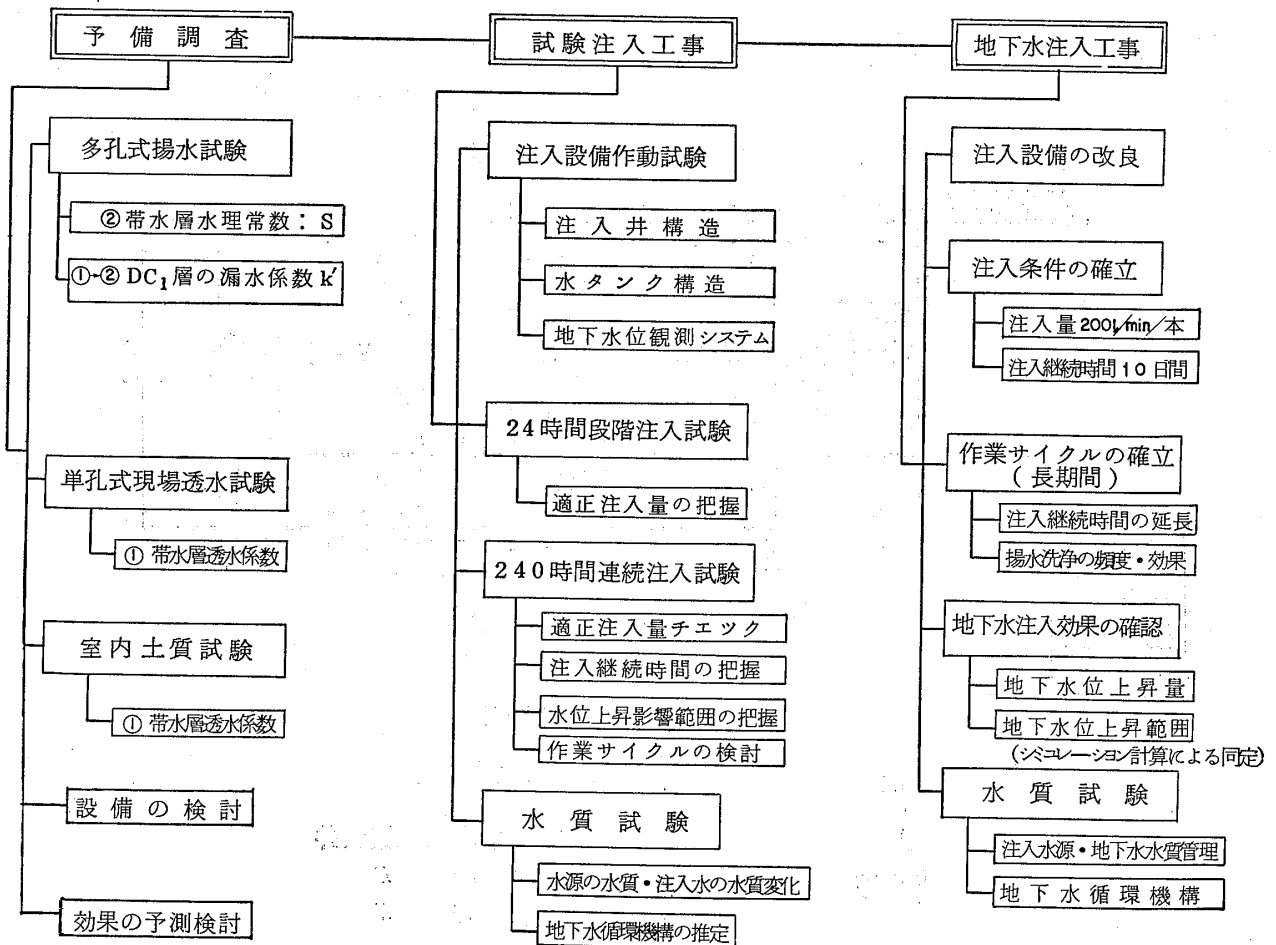 予備調査
多孔式揚水試験
②帯水層水理常数：S
①→② DC₁層の漏水係数 k′
単孔式現場透水試験
① 帯水層透水係数
室内土質試験
① 帯水層透水係数
設備の検討
効果の予測検討
試験注入工事
注入設備作動試験
注入井構造
水タンク構造
地下水位観測システム
24時間段階注入試験
適正注入量の把握
240時間連続注入試験
適正注入量チエツク
注入継続時間の把握
水位上昇影響範囲の把握
作業サイクルの検討
水質試験
水源の水質・注入水の水質変化
地下水循環機構の推定
地下水注入工事
注入設備の改良
注入条件の確立
注入量200l/min/本
注入継続時間10日間
作業サイクルの確立
(長期間)
注入継続時間の延長
揚水洗浄の頻度・効果
地下水注入効果の確認
地下水位上昇量
地下水位上昇範囲
(シミュレーション計算による同定)
水質試験
注入水源・地下水水質管理
地下水循環機構